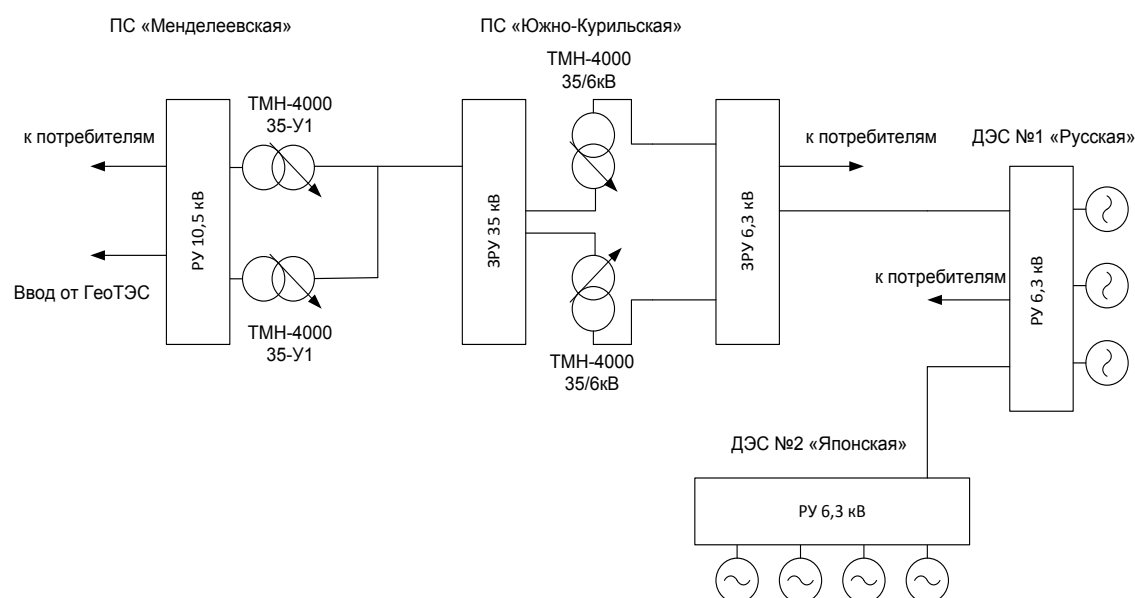 ПС «Менделеевская»
ПС «Южно-Курильская»
ТМН-4000
35/6кВ
ТМН-4000
35-У1
к потребителям
к потребителям
ДЭС №1 «Русская»
РУ 10,5 кВ
ЗРУ 35 кВ
ЗРУ 6,3 кВ
РУ 6,3 кВ
к потребителям
Ввод от ГеоТЭС
ТМН-4000
35-У1
ТМН-4000
35/6кВ
ДЭС №2 «Японская»
РУ 6,3 кВ